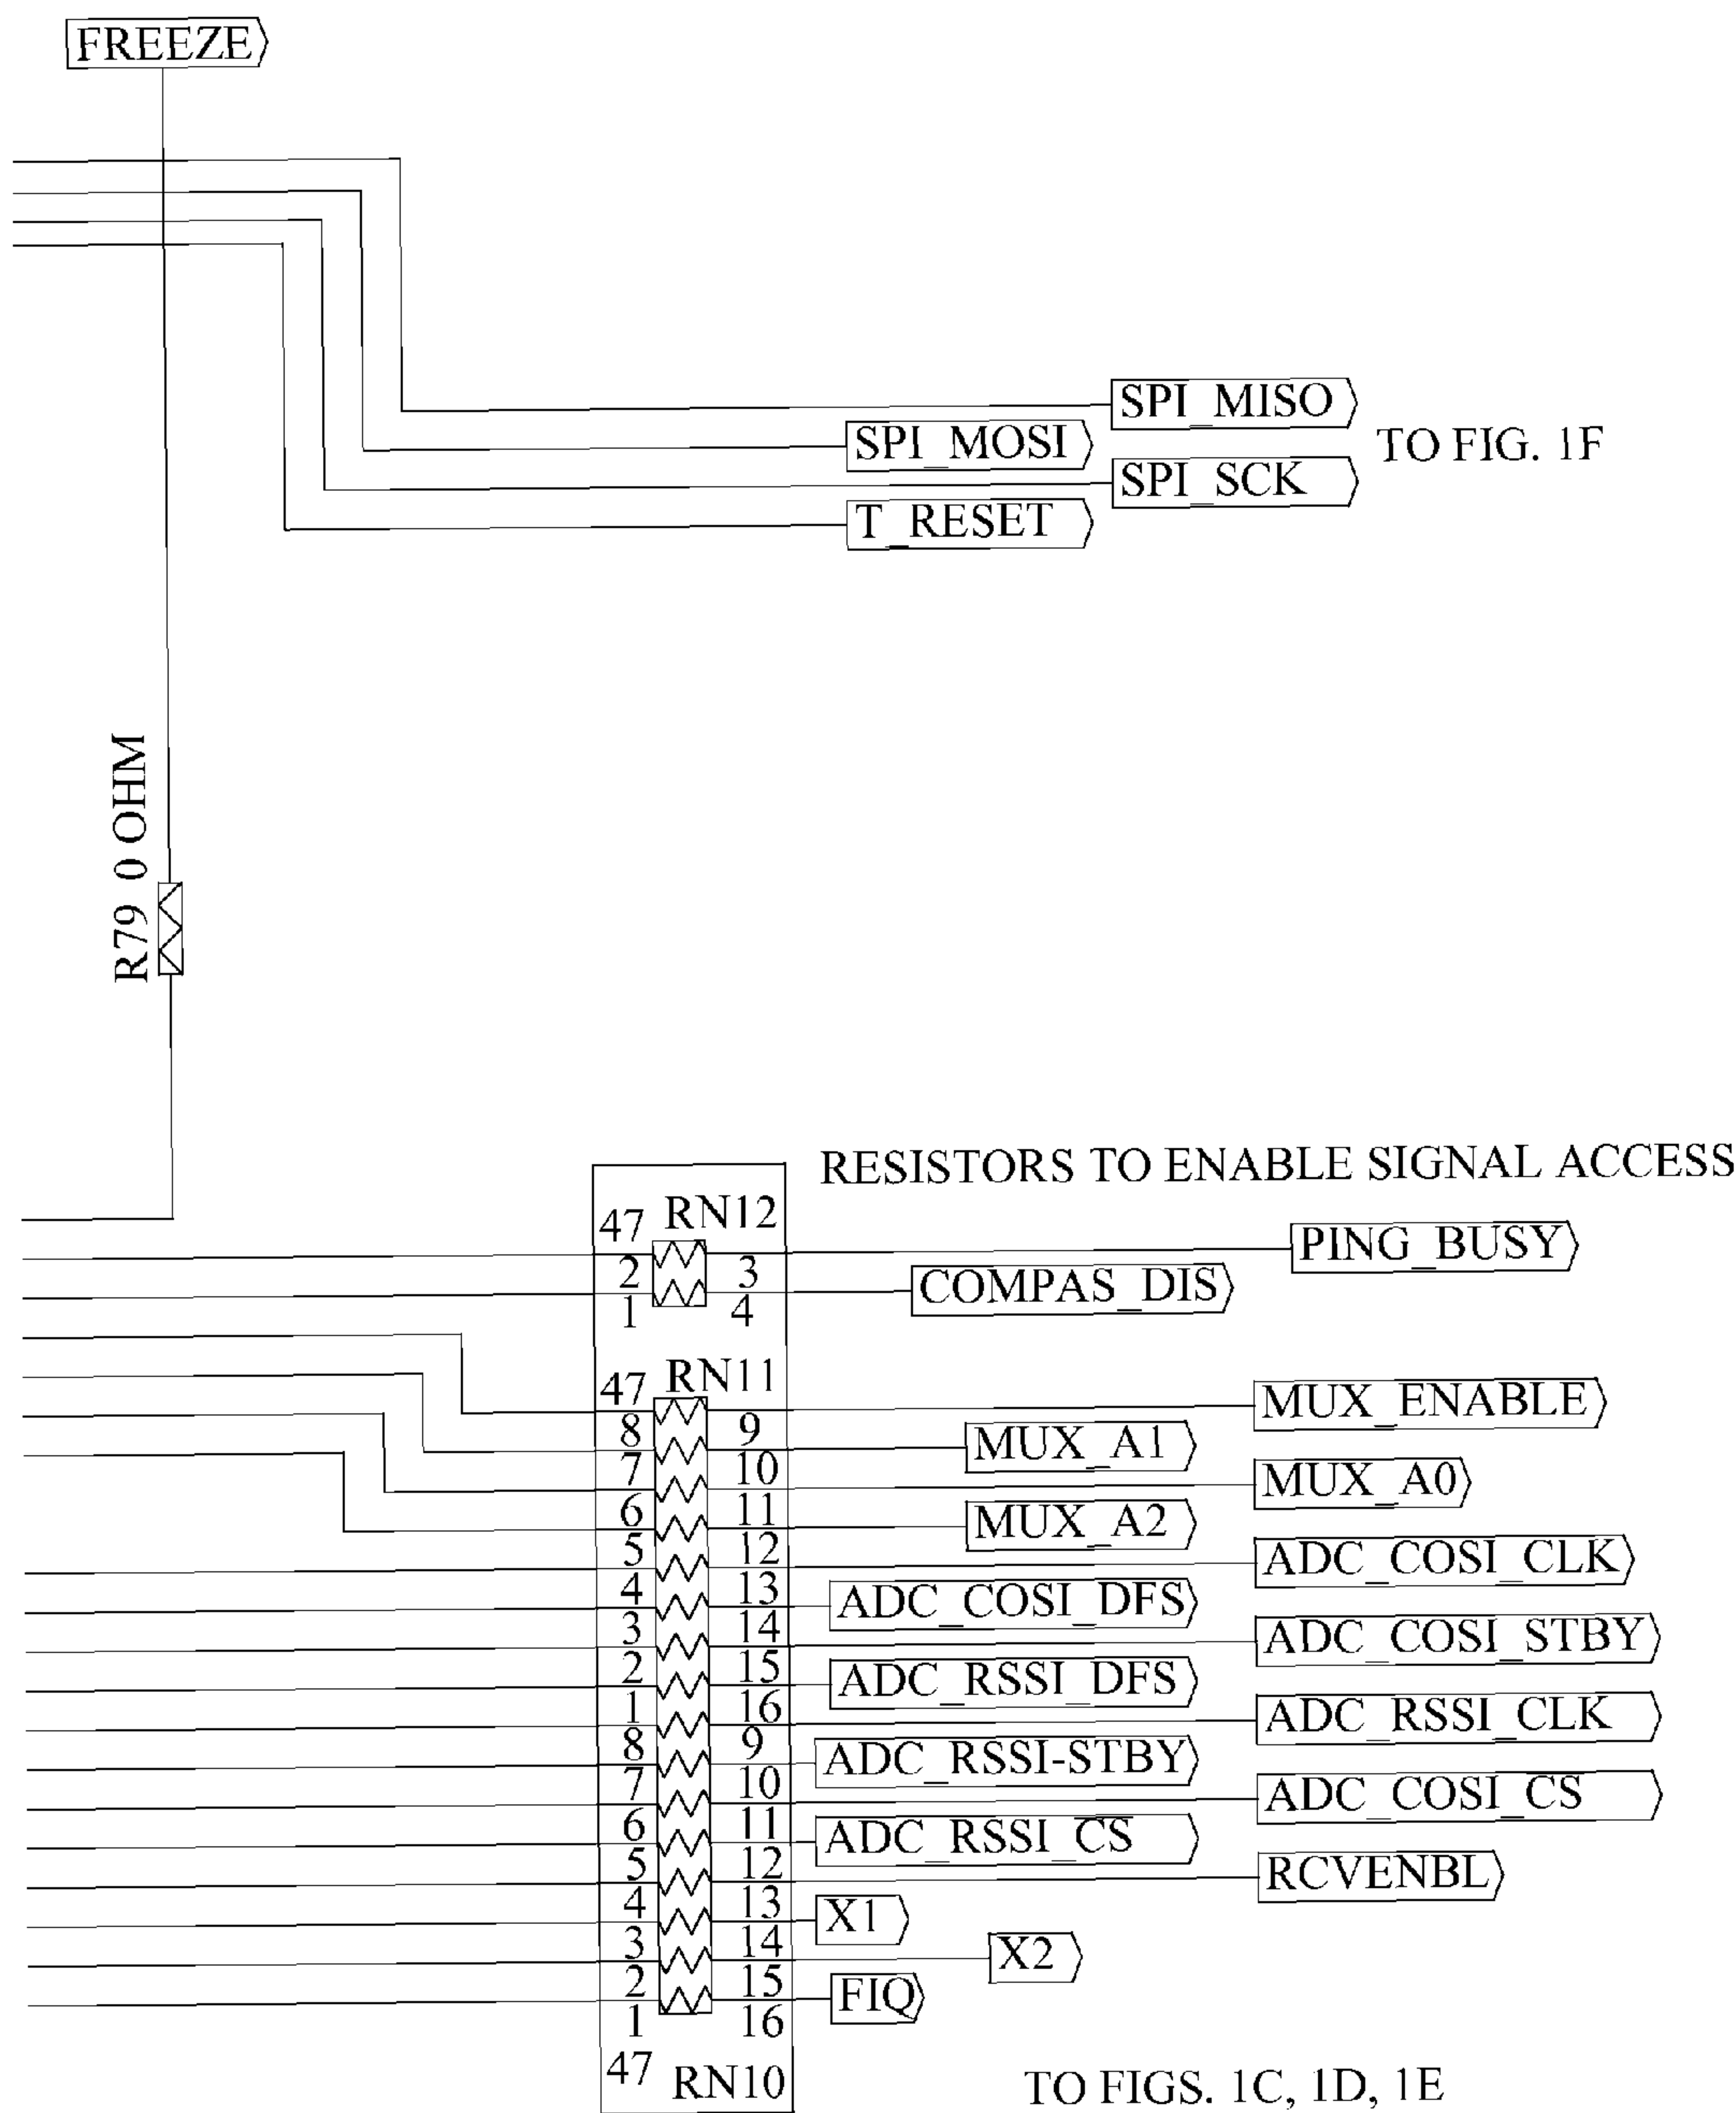 FREEZE
SPI_MISO
SPI_MOSI
TO FIG. 1F
SPI_SCK
T_RESET
R79 0 OHM
RESISTORS TO ENABLE SIGNAL ACCESS
47 RN12
PING_BUSY
2 3
COMPAS_DIS
1 4
47 RN11
MUX_ENABLE
8 9
MUX_A1
7 10
MUX_A0
6 11
MUX_A2
5 12
ADC_COSI_CLK
4 13
ADC_COSI_DFS
3 14
ADC_COSI_STBY
2 15
ADC_RSSI_DFS
1 16
ADC_RSSI_CLK
8 9
ADC_RSSI-STBY
7 10
ADC_COSI_C̅S̅
6 11
ADC_RSSI_C̅S̅
5 12
RCVENBL
4 13
X1
3 14
X2
2 15
FIQ
1 16
47 RN10
TO FIGS. 1C, 1D, 1E